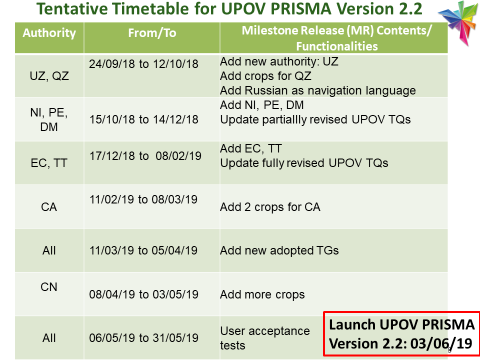 Tentative Timetable for UPOV PRISMA Version 2.2
Authority
From/To
Milestone Release (MR) Contents/
Functionalities
UZ, QZ
24/09/18 to 12/10/18
Add new authority: UZ
Add crops for QZ
Add Russian as navigation language
NI, PE,
DM
15/10/18 to 14/12/18
Add NI, PE, DM
Update partiallly revised UPOV TQs
EC, TT
17/12/18 to 08/02/19
Add EC, TT
Update fully revised UPOV TQs
CA
11/02/19 to 08/03/19
Add 2 crops for CA
All
11/03/19 to 05/04/19
Add new adopted TGs
CN
08/04/19 to 03/05/19
Add more crops
All
06/05/19 to 31/05/19
User acceptance
tests
Launch UPOV PRISMA
Version 2.2: 03/06/19